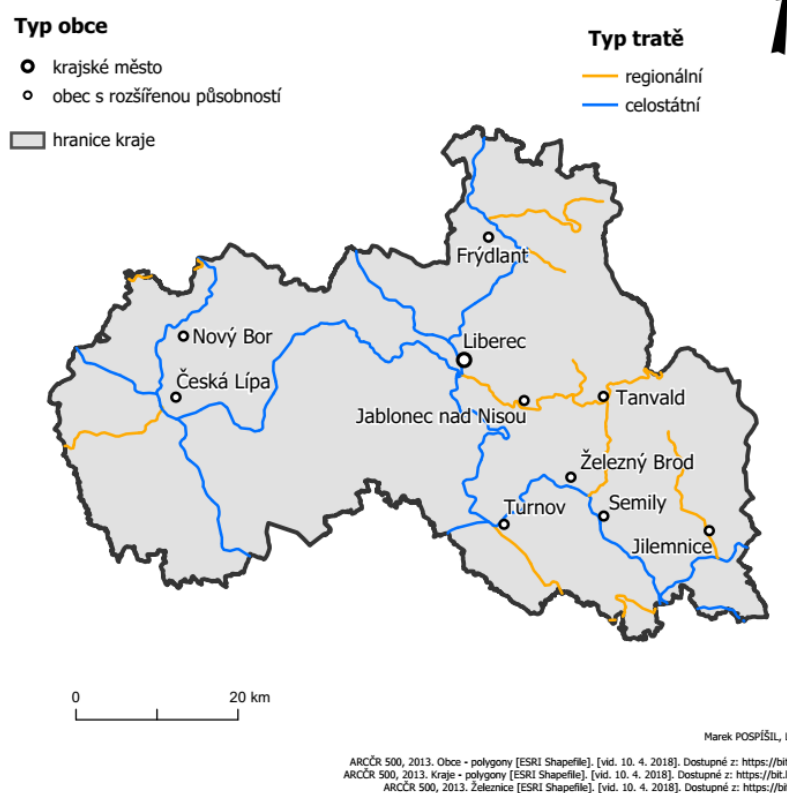 Typ obce
krajské město
obec s rozšířenou působností
hranice kraje
Typ tratě
regionální
celostátní
Frýdlant
Nový Bor
Liberec
Česká Lípa
Tanvald
Jablonec nad Nisou
Železný Brod
Turnov
Semily
Jilemnice
0 20 km
Marek POSPÍŠIL, L
ARCČR 500, 2013. Obce - polygony [ESRI Shapefile]. [vid. 10. 4. 2018]. Dostupné z: https://bit
ARCČR 500, 2013. Kraje - polygony [ESRI Shapefile]. [vid. 10. 4. 2018]. Dostupné z: https://bit.l
ARCČR 500, 2013. Železnice [ESRI Shapefile]. [vid. 10. 4. 2018]. Dostupné z: https://bit